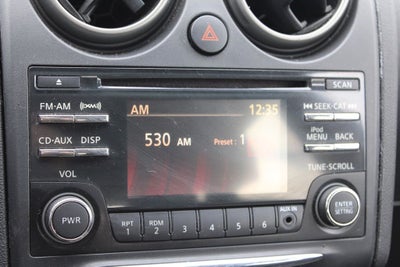 SCAN
FM·AM
SEEK·CAT
AM 12:35
iPod
MENU BACK
CD·AUX DISP
530 AM Preset : 1
TUNE·SCROLL
VOL
PWR
ENTER
SETTING
RPT RDM AUX IN
1 2 3 4 5 6